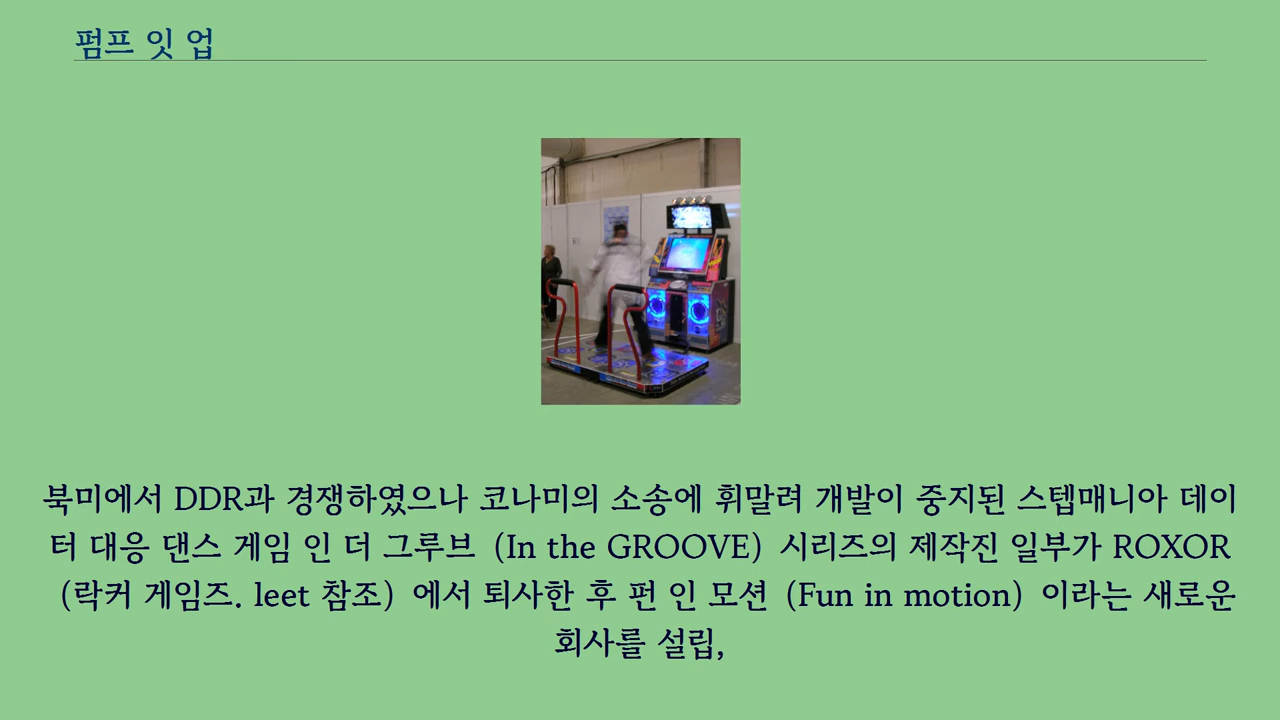 펌프 잇 업
북미에서 DDR과 경쟁하였으나 코나미의 소송에 휘말려 개발이 중지된 스텝매니아 데이
터 대응 댄스 게임 인 더 그루브（In the GROOVE）시리즈의 제작진 일부가 ROXOR
（락커 게임즈. leet 참조）에서 퇴사한 후 펀 인 모션（Fun in motion）이라는 새로운
회사를 설립,